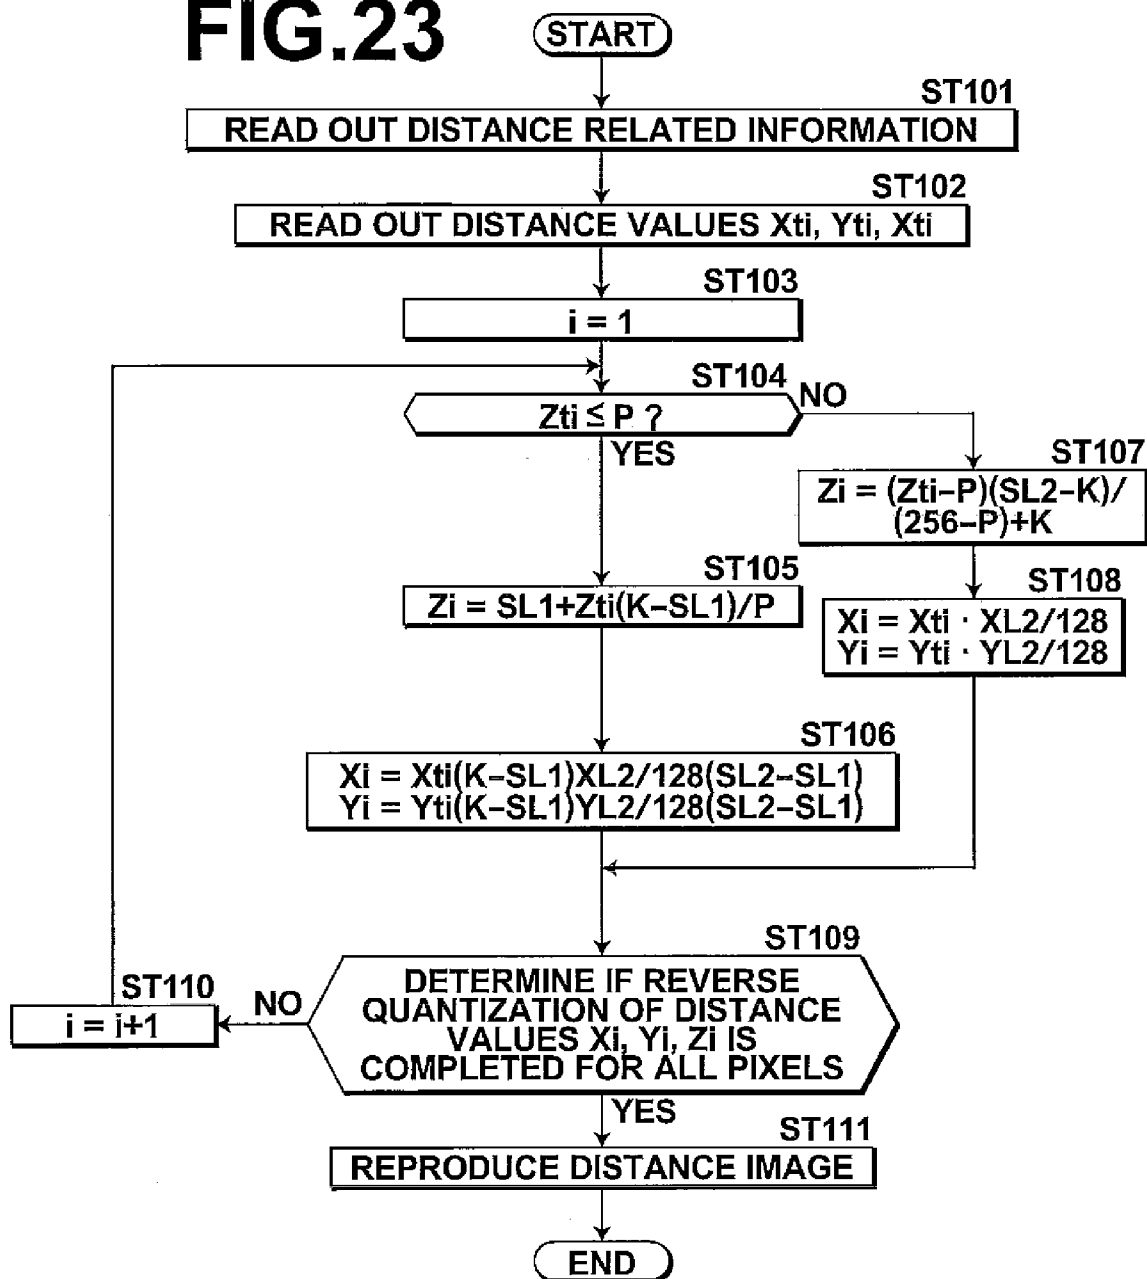 FIG.23
START
ST101
READ OUT DISTANCE RELATED INFORMATION
ST102
READ OUT DISTANCE VALUES Xti, Yti, Xti
ST103
i = 1
ST104
Zti ≦ P ?
NO
YES
ST107
Zi = (Zti−P)(SL2−K)/
(256−P)+K
ST105
Zi = SL1+Zti(K−SL1)/P
ST108
Xi = Xti · XL2/128
Yi = Yti · YL2/128
ST106
Xi = Xti(K−SL1)XL2/128(SL2−SL1)
Yi = Yti(K−SL1)YL2/128(SL2−SL1)
ST109
DETERMINE IF REVERSE
QUANTIZATION OF DISTANCE
VALUES Xi, Yi, Zi IS
COMPLETED FOR ALL PIXELS
NO
ST110
i = i+1
YES
ST111
REPRODUCE DISTANCE IMAGE
END